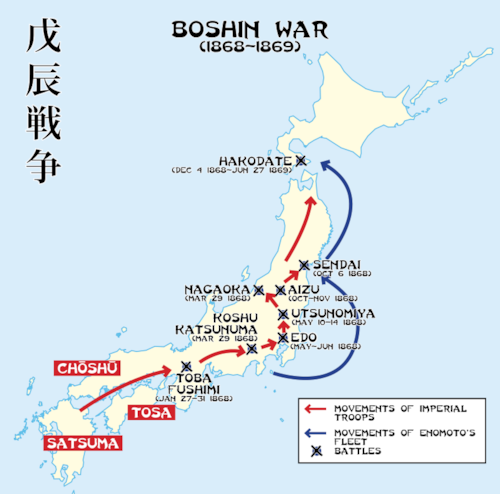 戊辰戦争
BOSHIN WAR
(1868~1869)
HAKODATE
(DEC 4 1868-JUN 27 1869)
SENDAI
(OCT 6 1868)
NAGAOKA
(MAR 29 1868)
AIZU
(OCT-NOV 1868)
KOSHU
KATSUNUMA
(MAR 29 1868)
UTSUNOMIYA
(MAY 10-14 1868)
EDO
(MAY-JUM 1868)
CHŌSHŪ
TOBA
FUSHIMI
(JAN 27-31 1868)
TOSA
SATSUMA
MOVEMENTS OF IMPERIAL
TROOPS
MOVEMENTS OF ENOMOTO'S
FLEET
BATTLES